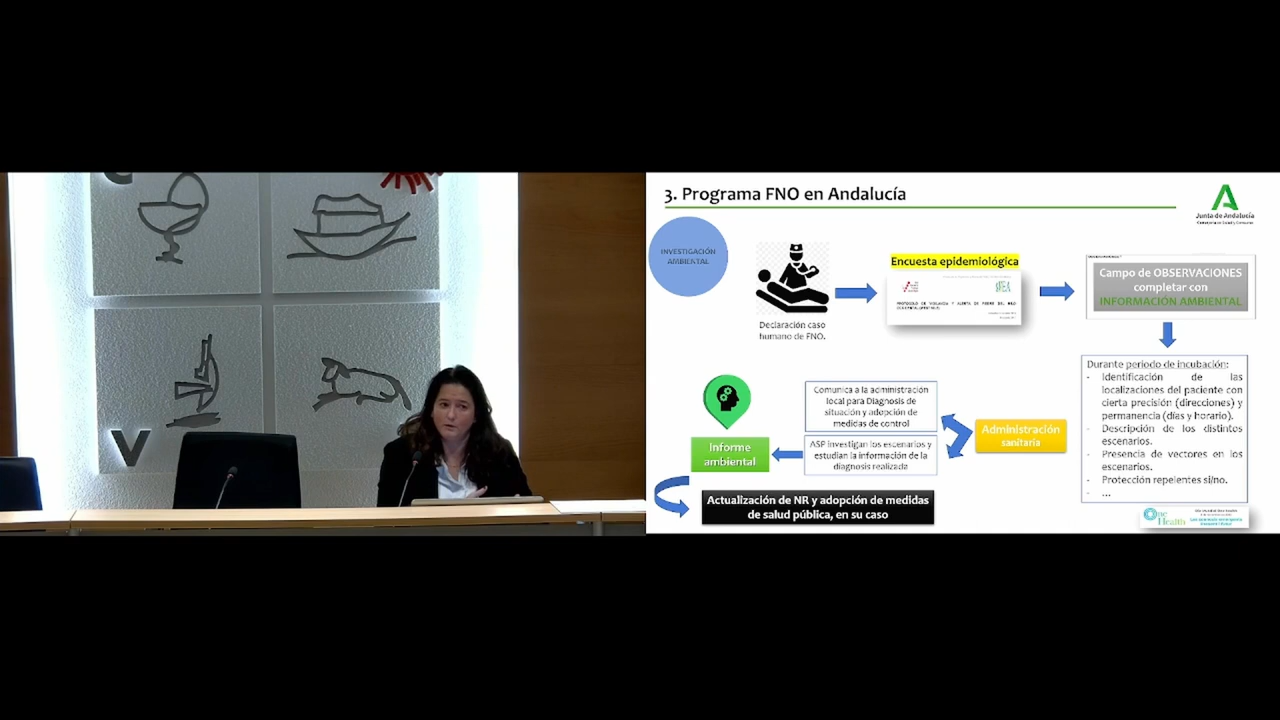 V
3. Programa FNO en Andalucía
Junta de Andalucía
INVESTIGACIÓN
AMBIENTAL
Declaración caso
humano de FNO.
Encuesta epidemiológica
Campo de OBSERVACIONES
completar con
INFORMACIÓN AMBIENTAL
Durante periodo de incubación:
- Identificación de las
localizaciones del paciente con
cierta precisión (direcciones) y
permanencia (días y horario).
- Descripción de los distintos
escenarios.
- Presencia de vectores en los
escenarios.
- Protección repelentes si/no.
- ...
Administración
sanitaria
Comunica a la administración
local para Diagnosis de
situación y adopción de
medidas de control
ASP investigan los escenarios y
estudian la información de la
diagnosis realizada
Informe
ambiental
Actualización de NR y adopción de medidas
de salud pública, en su caso
One
Health